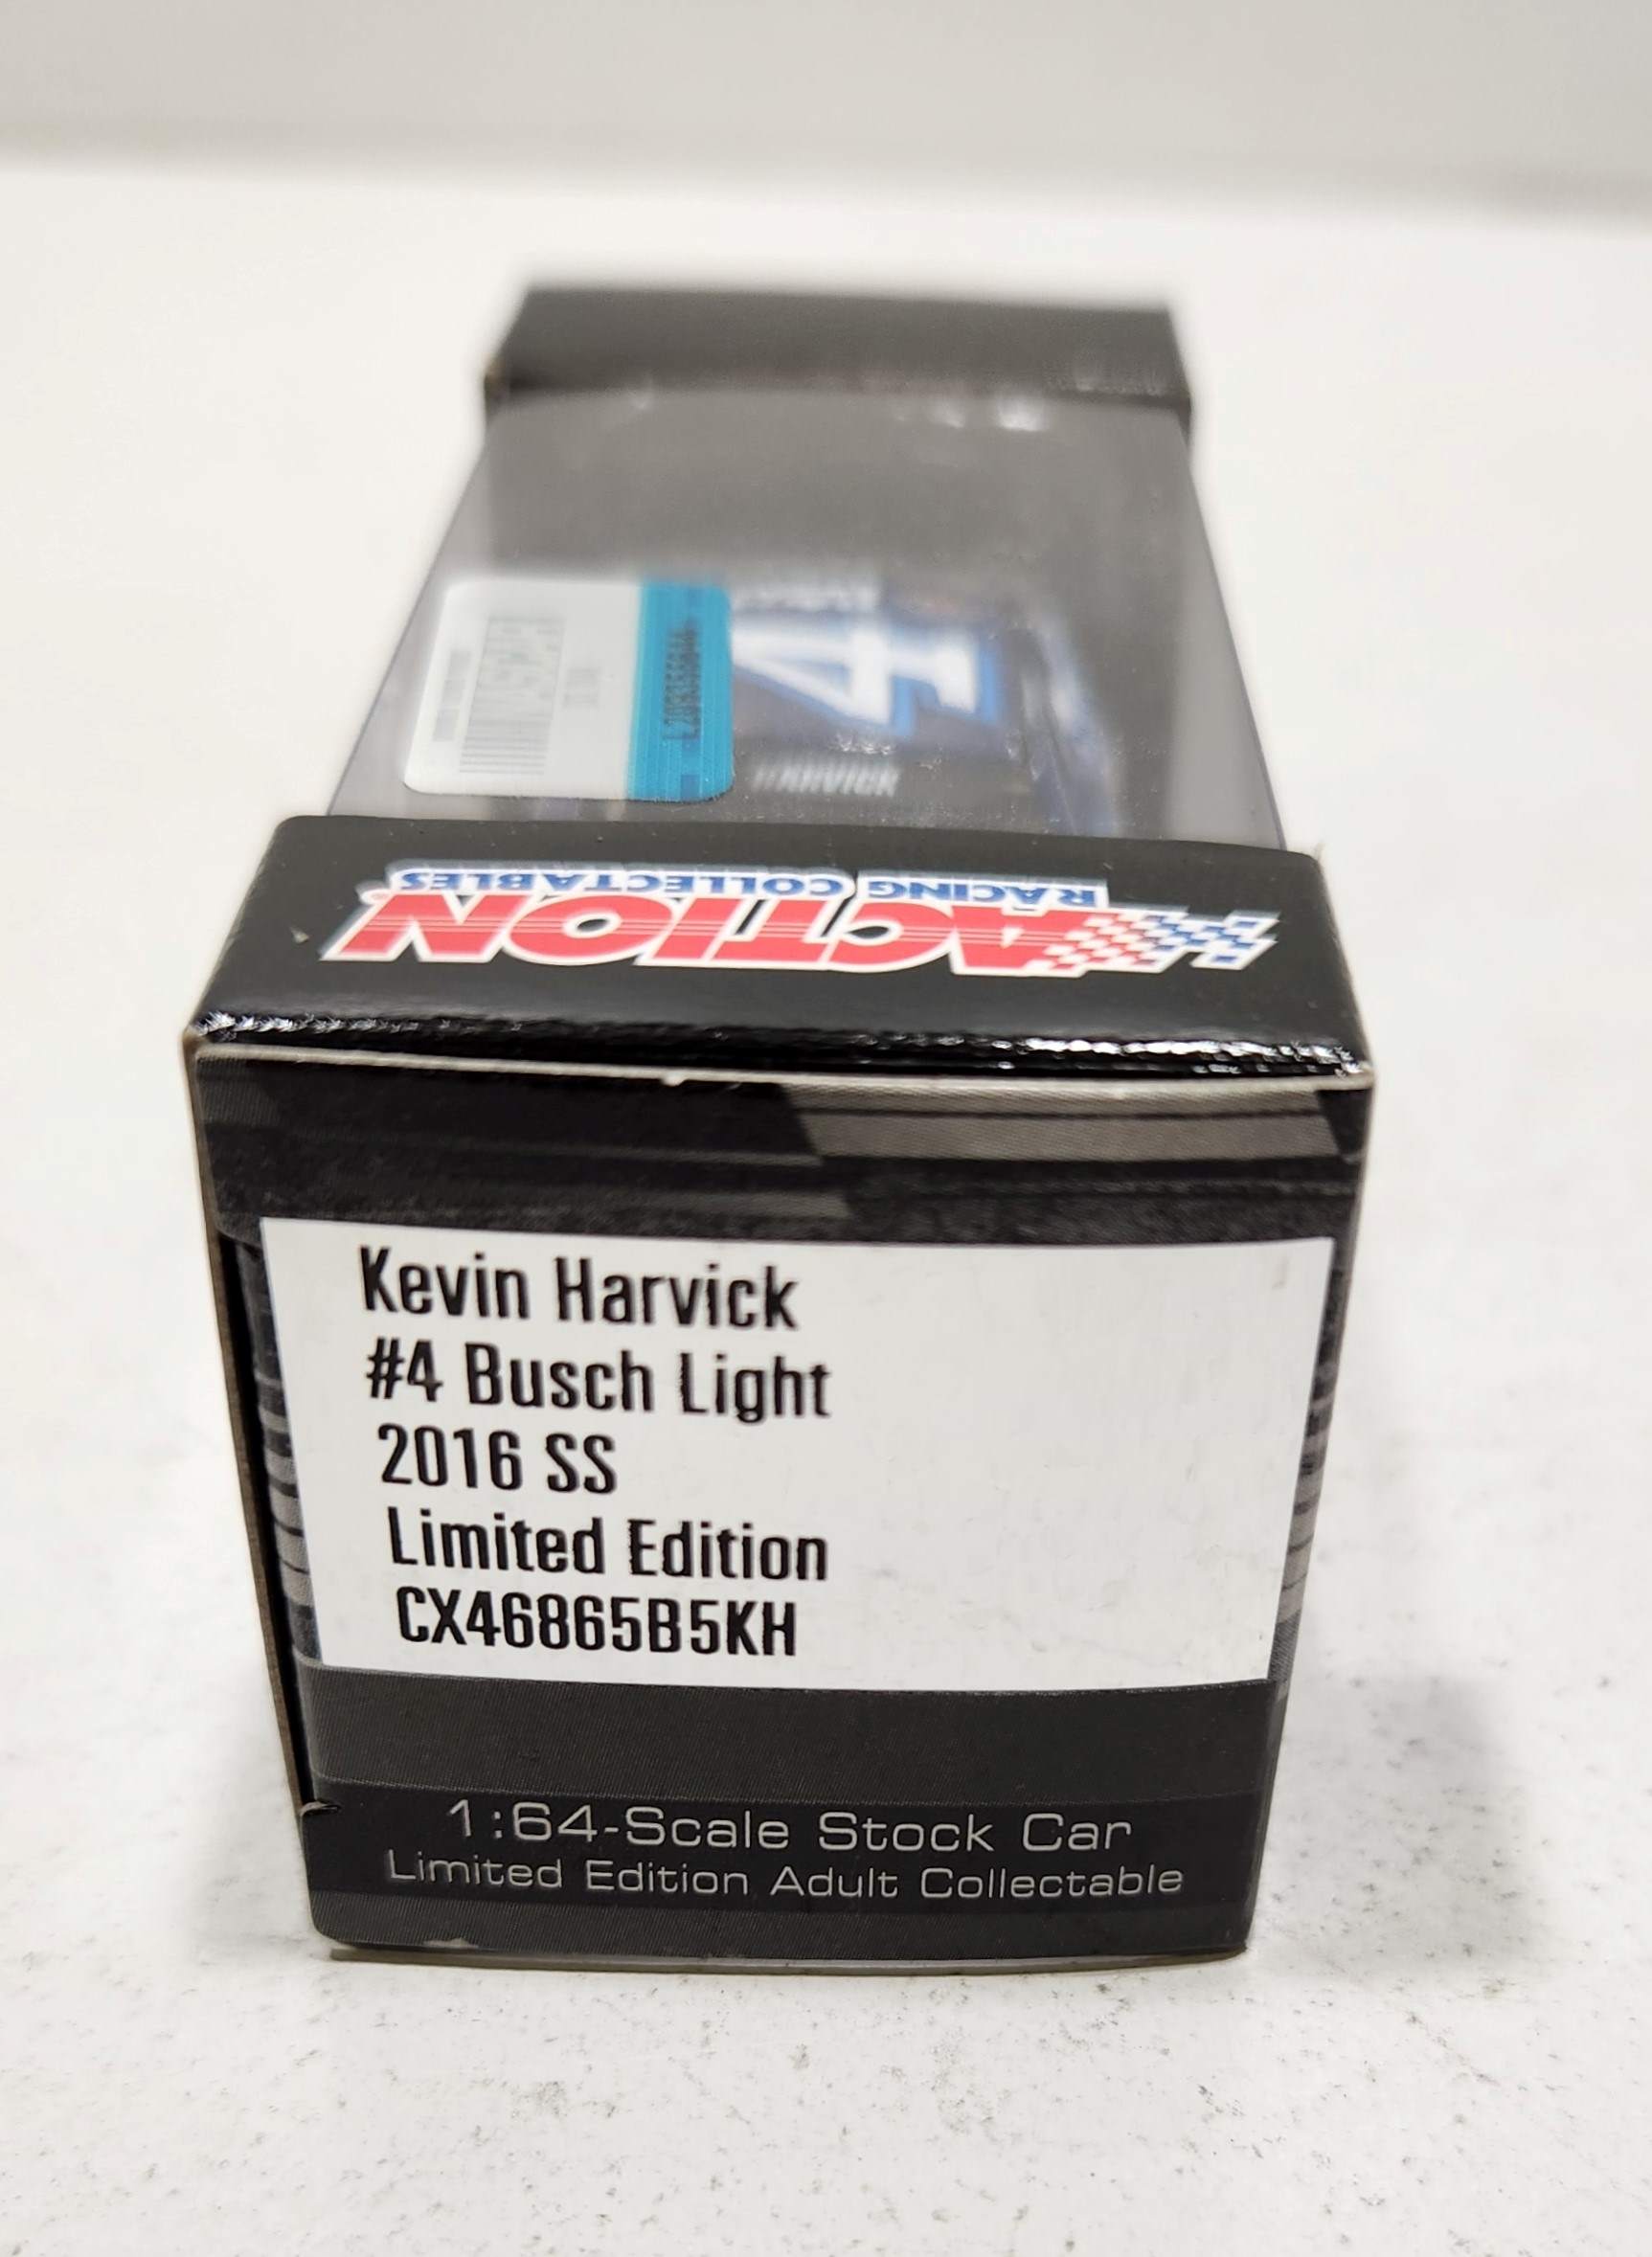 L209355684A
4
HARVICK
ACTION
RACING COLLECTABLES
Kevin Harvick
#4 Busch Light
2016 SS
Limited Edition
CX46865B5KH
1:64-Scale Stock Car
Limited Edition Adult Collectable